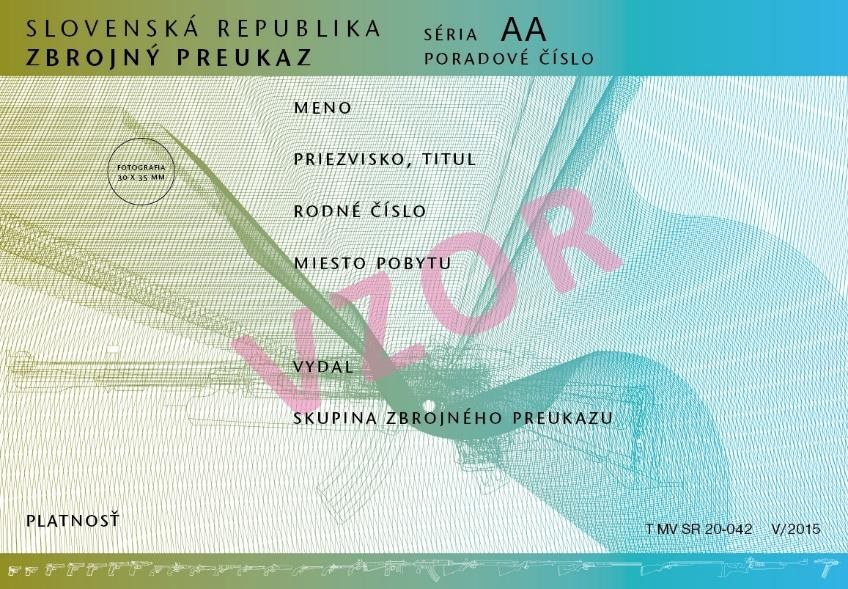 SLOVENSKÁ REPUBLIKA
ZBROJNÝ PREUKAZ
SÉRIA AA
PORADOVÉ ČÍSLO
MENO
FOTOGRAFIA
30 X 35 MM
PRIEZVISKO, TITUL
RODNÉ ČÍSLO
MIESTO POBYTU
VZOR
VYDAL
SKUPINA ZBROJNÉHO PREUKAZU
PLATNOSŤ
T MV SR 20-042 V/2015